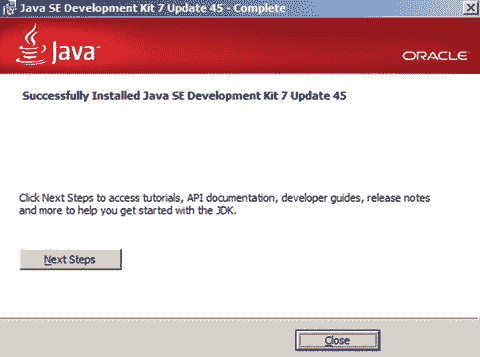 Java SE Development Kit 7 Update 45 - Complete
Java™
ORACLE
Successfully Installed Java SE Development Kit 7 Update 45
Click Next Steps to access tutorials, API documentation, developer guides, release notes
and more to help you get started with the JDK.
Next Steps
Close